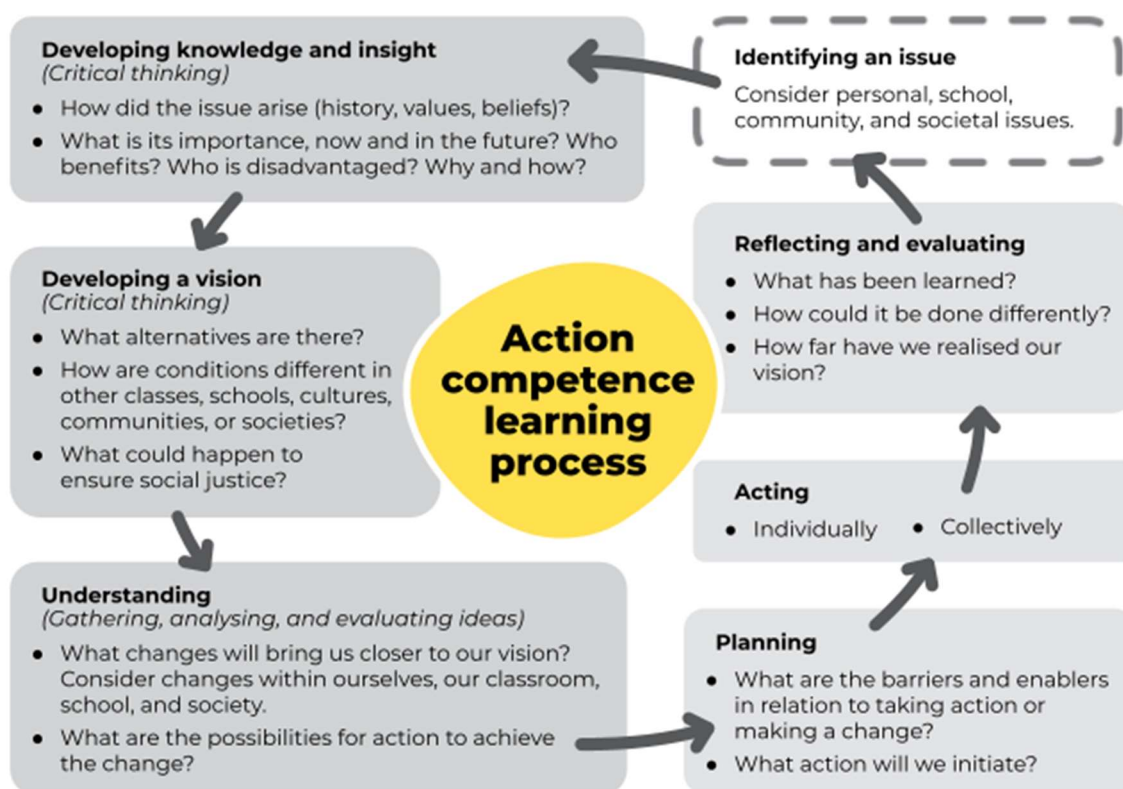 Identifying an issue
Consider personal, school,
community, and societal issues.
Developing knowledge and insight
(Critical thinking)
• How did the issue arise (history, values, beliefs)?
• What is its importance, now and in the future? Who
benefits? Who is disadvantaged? Why and how?
Developing a vision
(Critical thinking)
• What alternatives are there?
• How are conditions different in
other classes, schools, cultures,
communities, or societies?
• What could happen to
ensure social justice?
Understanding
(Gathering, analysing, and evaluating ideas)
• What changes will bring us closer to our vision?
Consider changes within ourselves, our classroom,
school, and society.
• What are the possibilities for action to achieve
the change?
Planning
• What are the barriers and enablers
in relation to taking action or
making a change?
• What action will we initiate?
Acting
• Individually • Collectively
Reflecting and evaluating
• What has been learned?
• How could it be done differently?
• How far have we realised our
vision?
Action
competence
learning
process